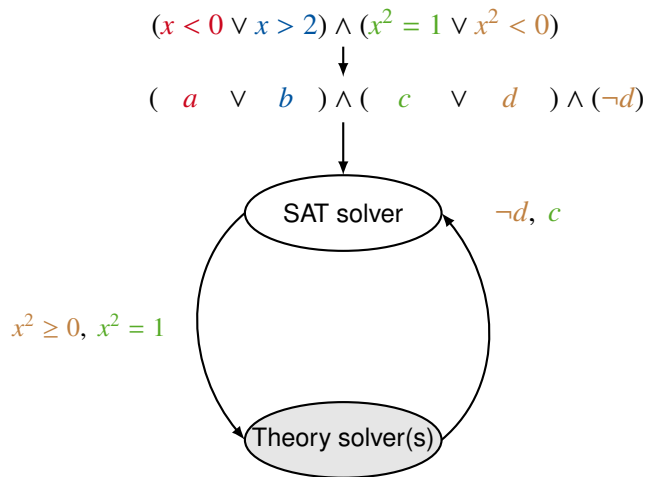 (x < 0 ∨ x > 2) ∧ (x² = 1 ∨ x² < 0)
( a ∨ b ) ∧ ( c ∨ d ) ∧ (¬d)
SAT solver
¬d, c
x² ≥ 0, x² = 1
Theory solver(s)